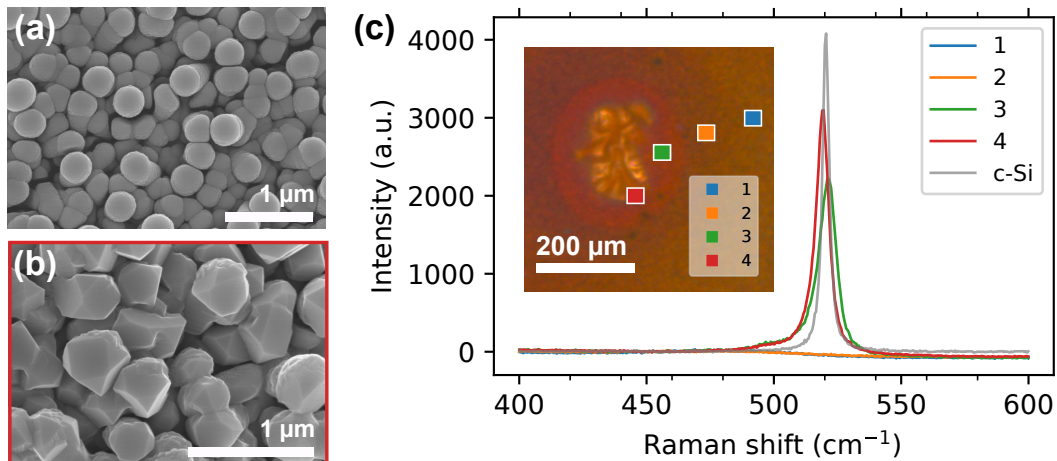 (a)
1 µm
(b)
1 µm
(c)
Intensity (a.u.)
4000
3000
2000
1000
0
400
450
500
550
600
Raman shift (cm⁻¹)
200 µm
1
2
3
4
1
2
3
4
c-Si